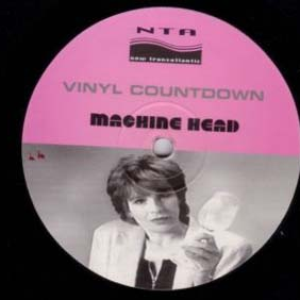 NTA
new transatlantic
VINYL COUNTDOWN
MACHINE HEAD